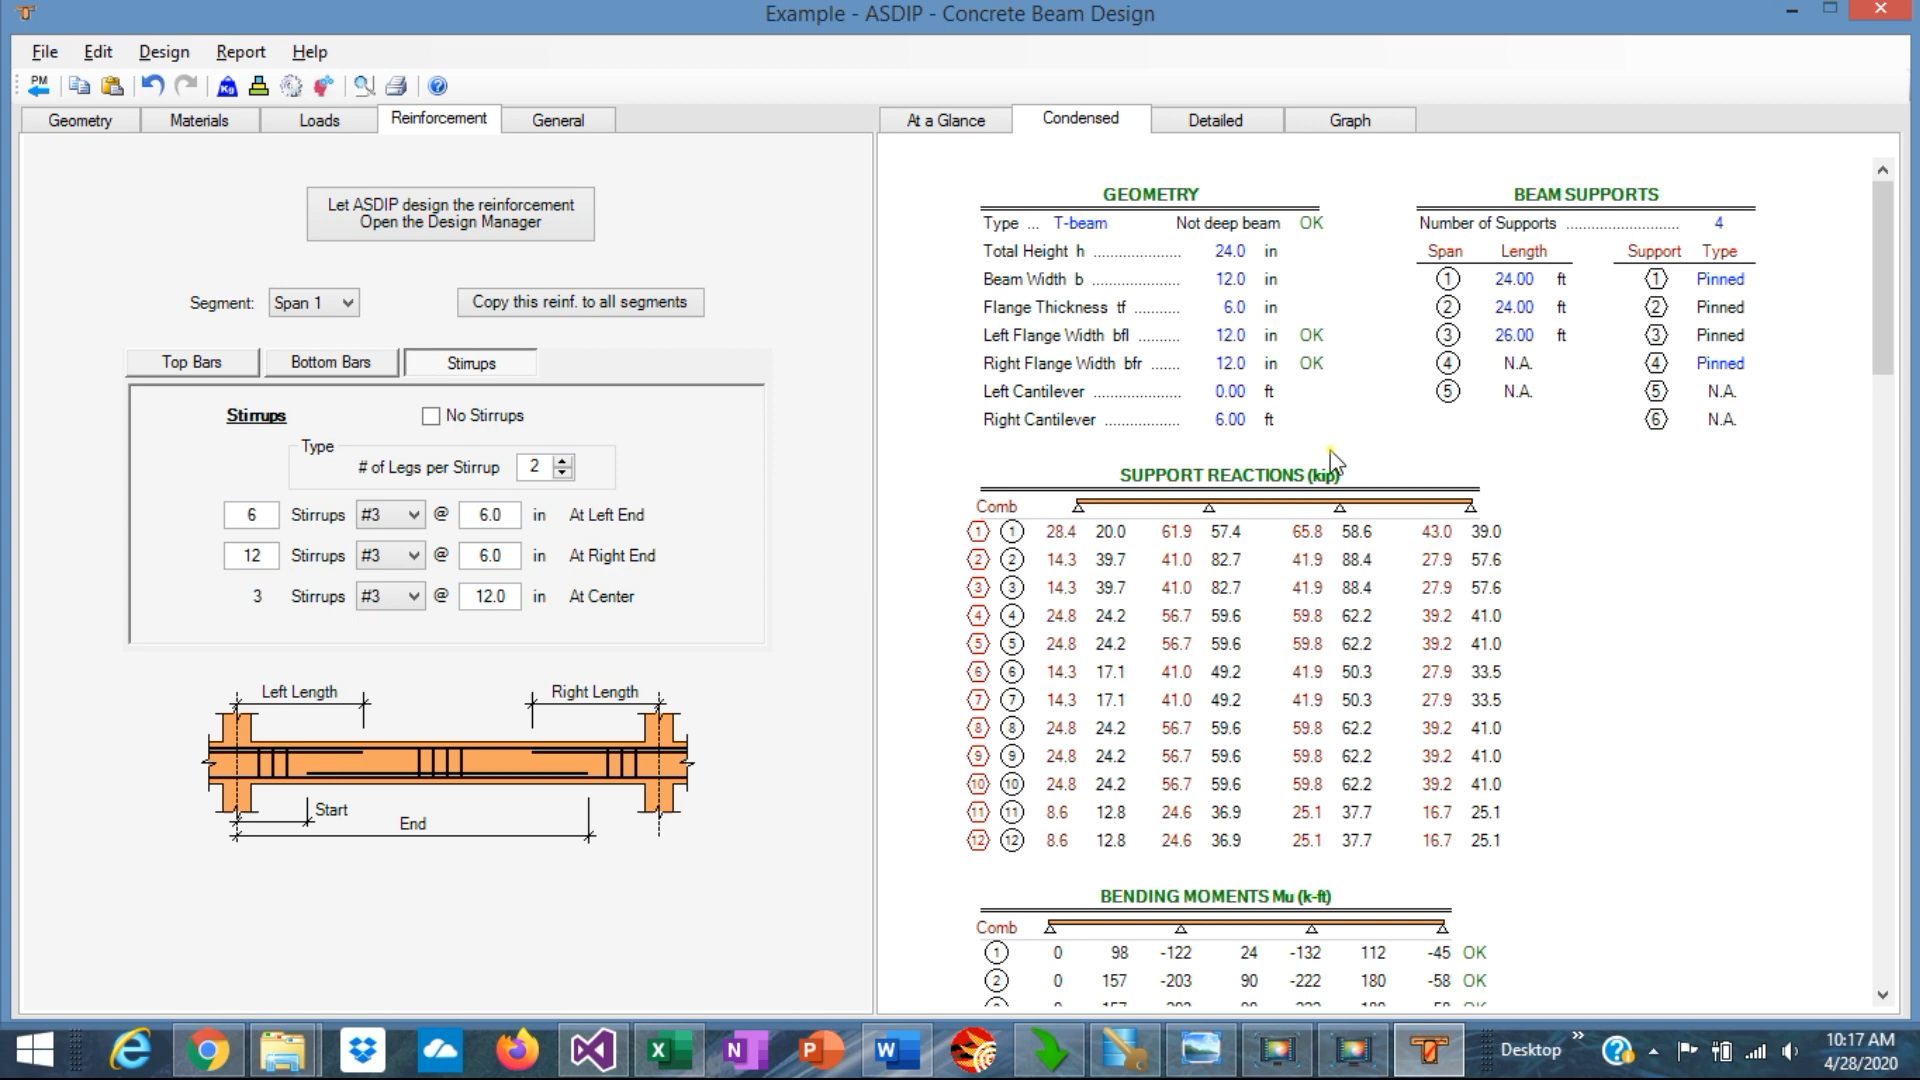 Example - ASDIP - Concrete Beam Design
File Edit Design Report Help
PM Kg
Geometry Materials Loads Reinforcement General
Let ASDIP design the reinforcement
Open the Design Manager
Segment: Span 1 Copy this reinf. to all segments
Top Bars Bottom Bars Stirrups
Stirrups No Stirrups
Type
# of Legs per Stirrup 2
6 Stirrups #3 @ 6.0 in At Left End
12 Stirrups #3 @ 6.0 in At Right End
3 Stirrups #3 @ 12.0 in At Center
Left Length Right Length
Start
End
At a Glance Condensed Detailed Graph
GEOMETRY
Type ... T-beam Not deep beam OK
Total Height h ..................... 24.0 in
Beam Width b ..................... 12.0 in
Flange Thickness tf ........... 6.0 in
Left Flange Width bfl .......... 12.0 in OK
Right Flange Width bfr ....... 12.0 in OK
Left Cantilever ..................... 0.00 ft
Right Cantilever .................. 6.00 ft
BEAM SUPPORTS
Number of Supports ........................... 4
Span Length Support Type
1 24.00 ft 1 Pinned
2 24.00 ft 2 Pinned
3 26.00 ft 3 Pinned
4 N.A. 4 Pinned
5 N.A. 5 N.A.
6 N.A.
SUPPORT REACTIONS (kip)
Comb
1 1 28.4 20.0 61.9 57.4 65.8 58.6 43.0 39.0
2 2 14.3 39.7 41.0 82.7 41.9 88.4 27.9 57.6
3 3 14.3 39.7 41.0 82.7 41.9 88.4 27.9 57.6
4 4 24.8 24.2 56.7 59.6 59.8 62.2 39.2 41.0
5 5 24.8 24.2 56.7 59.6 59.8 62.2 39.2 41.0
6 6 14.3 17.1 41.0 49.2 41.9 50.3 27.9 33.5
7 7 14.3 17.1 41.0 49.2 41.9 50.3 27.9 33.5
8 8 24.8 24.2 56.7 59.6 59.8 62.2 39.2 41.0
9 9 24.8 24.2 56.7 59.6 59.8 62.2 39.2 41.0
10 10 24.8 24.2 56.7 59.6 59.8 62.2 39.2 41.0
11 11 8.6 12.8 24.6 36.9 25.1 37.7 16.7 25.1
12 12 8.6 12.8 24.6 36.9 25.1 37.7 16.7 25.1
BENDING MOMENTS Mu (k-ft)
Comb
1 0 98 -122 24 -132 112 -45 OK
2 0 157 -203 90 -222 180 -58 OK
Desktop
10:17 AM
4/28/2020